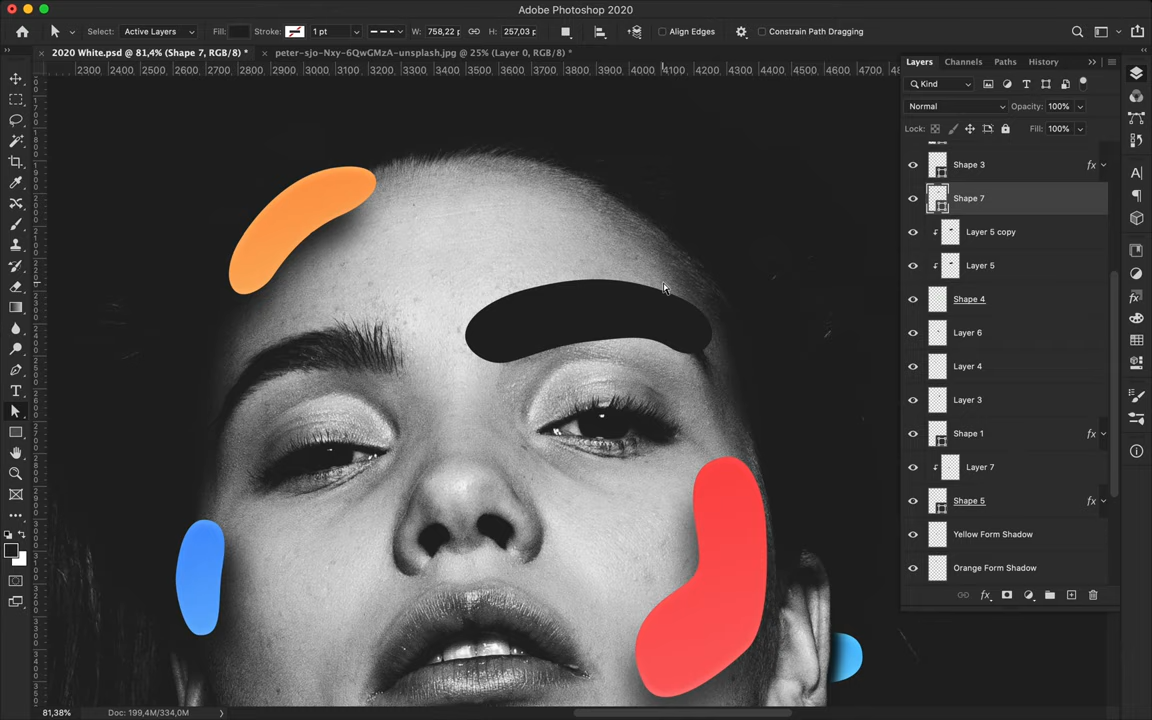 Adobe Photoshop 2020
Select: Active Layers Fill: Stroke: 1 pt W: 758,22 p H: 257,03 p Align Edges Constrain Path Dragging
2020 White.psd @ 81,4% (Shape 7, RGB/8) * peter-sjo-Nxy-6QwGMzA-unsplash.jpg @ 25% (Layer 0, RGB/8) *
2300 2400 2500 2600 2700 2800 2900 3000 3100 3200 3300 3400 3500 3600 3700 3800 3900 4000 4100 4200 4300 4400 4500 4600 4700
Layers Channels Paths History
Kind
Normal Opacity: 100%
Lock: Fill: 100%
Shape 3 fx
Shape 7
Layer 5 copy
Layer 5
Shape 4
Layer 6
Layer 4
Layer 3
Shape 1 fx
Layer 7
Shape 5 fx
Yellow Form Shadow
Orange Form Shadow
fx
81,38% Doc: 199,4M/334,0M